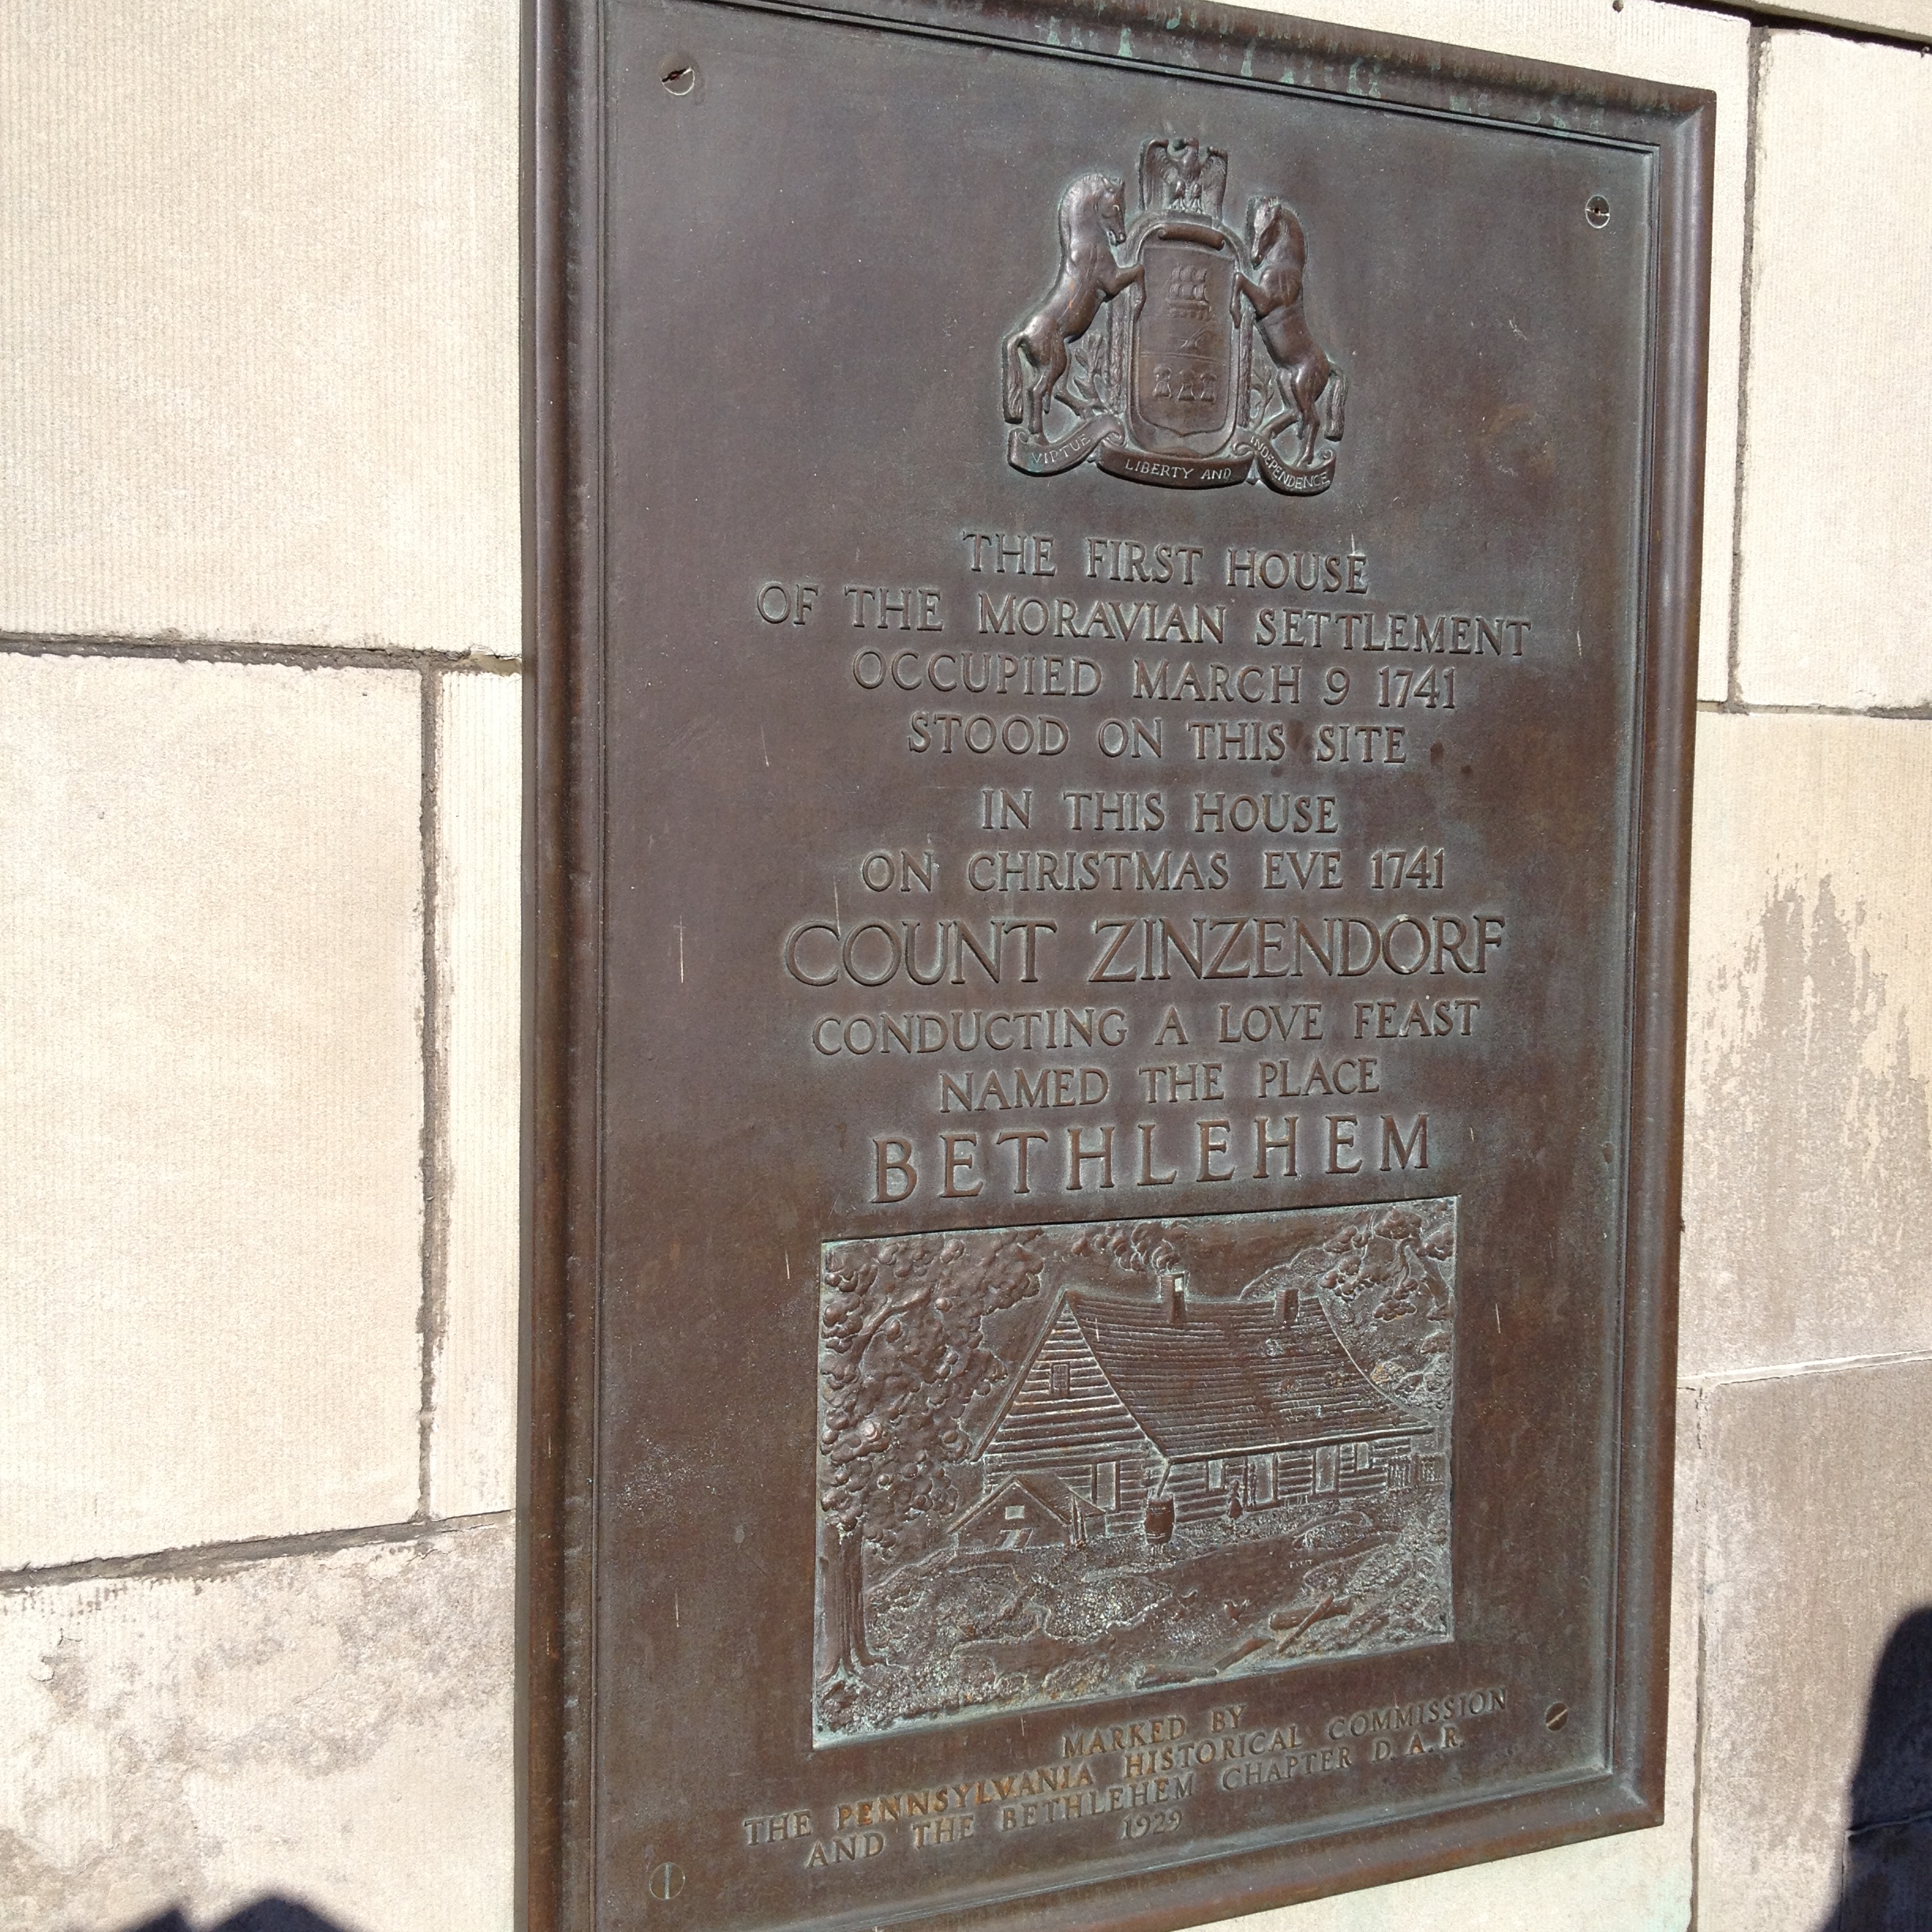 VIRTUE LIBERTY AND INDEPENDENCE
THE FIRST HOUSE
OF THE MORAVIAN SETTLEMENT
OCCUPIED MARCH 9 1741
STOOD ON THIS SITE
IN THIS HOUSE
ON CHRISTMAS EVE 1741
COUNT ZINZENDORF
CONDUCTING A LOVE FEAST
NAMED THE PLACE
BETHLEHEM
MARKED BY
THE PENNSYLVANIA HISTORICAL COMMISSION
AND THE BETHLEHEM CHAPTER D. A. R.
1929